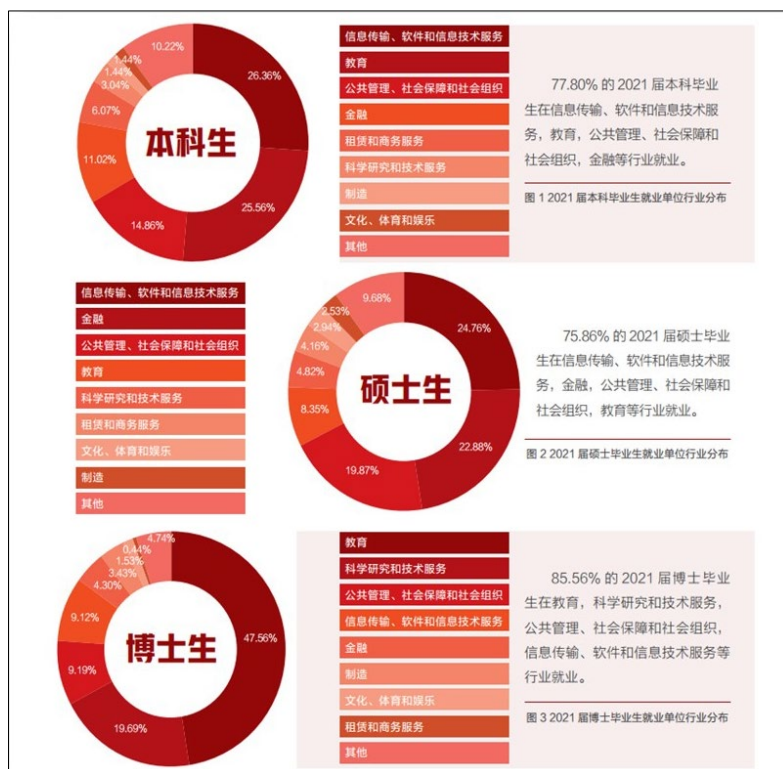 10.22%
1.44%
1.44%
3.04%
6.07%
11.02%
14.86%
25.56%
26.36%
本科生
信息传输、软件和信息技术服务
教育
公共管理、社会保障和社会组织
金融
租赁和商务服务
科学研究和技术服务
制造
文化、体育和娱乐
其他
77.80% 的 2021 届本科毕业
生在信息传输、软件和信息技术服
务，教育，公共管理、社会保障和
社会组织，金融等行业就业。
图 1 2021 届本科毕业生就业单位行业分布
信息传输、软件和信息技术服务
金融
公共管理、社会保障和社会组织
教育
科学研究和技术服务
租赁和商务服务
文化、体育和娱乐
制造
其他
9.68%
2.53%
2.94%
4.16%
4.82%
8.35%
19.87%
22.88%
24.76%
硕士生
75.86% 的 2021 届硕士毕业
生在信息传输、软件和信息技术服
务，金融，公共管理、社会保障和
社会组织，教育等行业就业。
图 2 2021 届硕士毕业生就业单位行业分布
4.74%
0.44%
1.53%
3.43%
4.30%
9.12%
9.19%
19.69%
47.56%
博士生
教育
科学研究和技术服务
公共管理、社会保障和社会组织
信息传输、软件和信息技术服务
金融
制造
文化、体育和娱乐
租赁和商务服务
其他
85.56% 的 2021 届博士毕业
生在教育，科学研究和技术服务，
公共管理、社会保障和社会组织，
信息传输、软件和信息技术服务等
行业就业。
图 3 2021 届博士毕业生就业单位行业分布